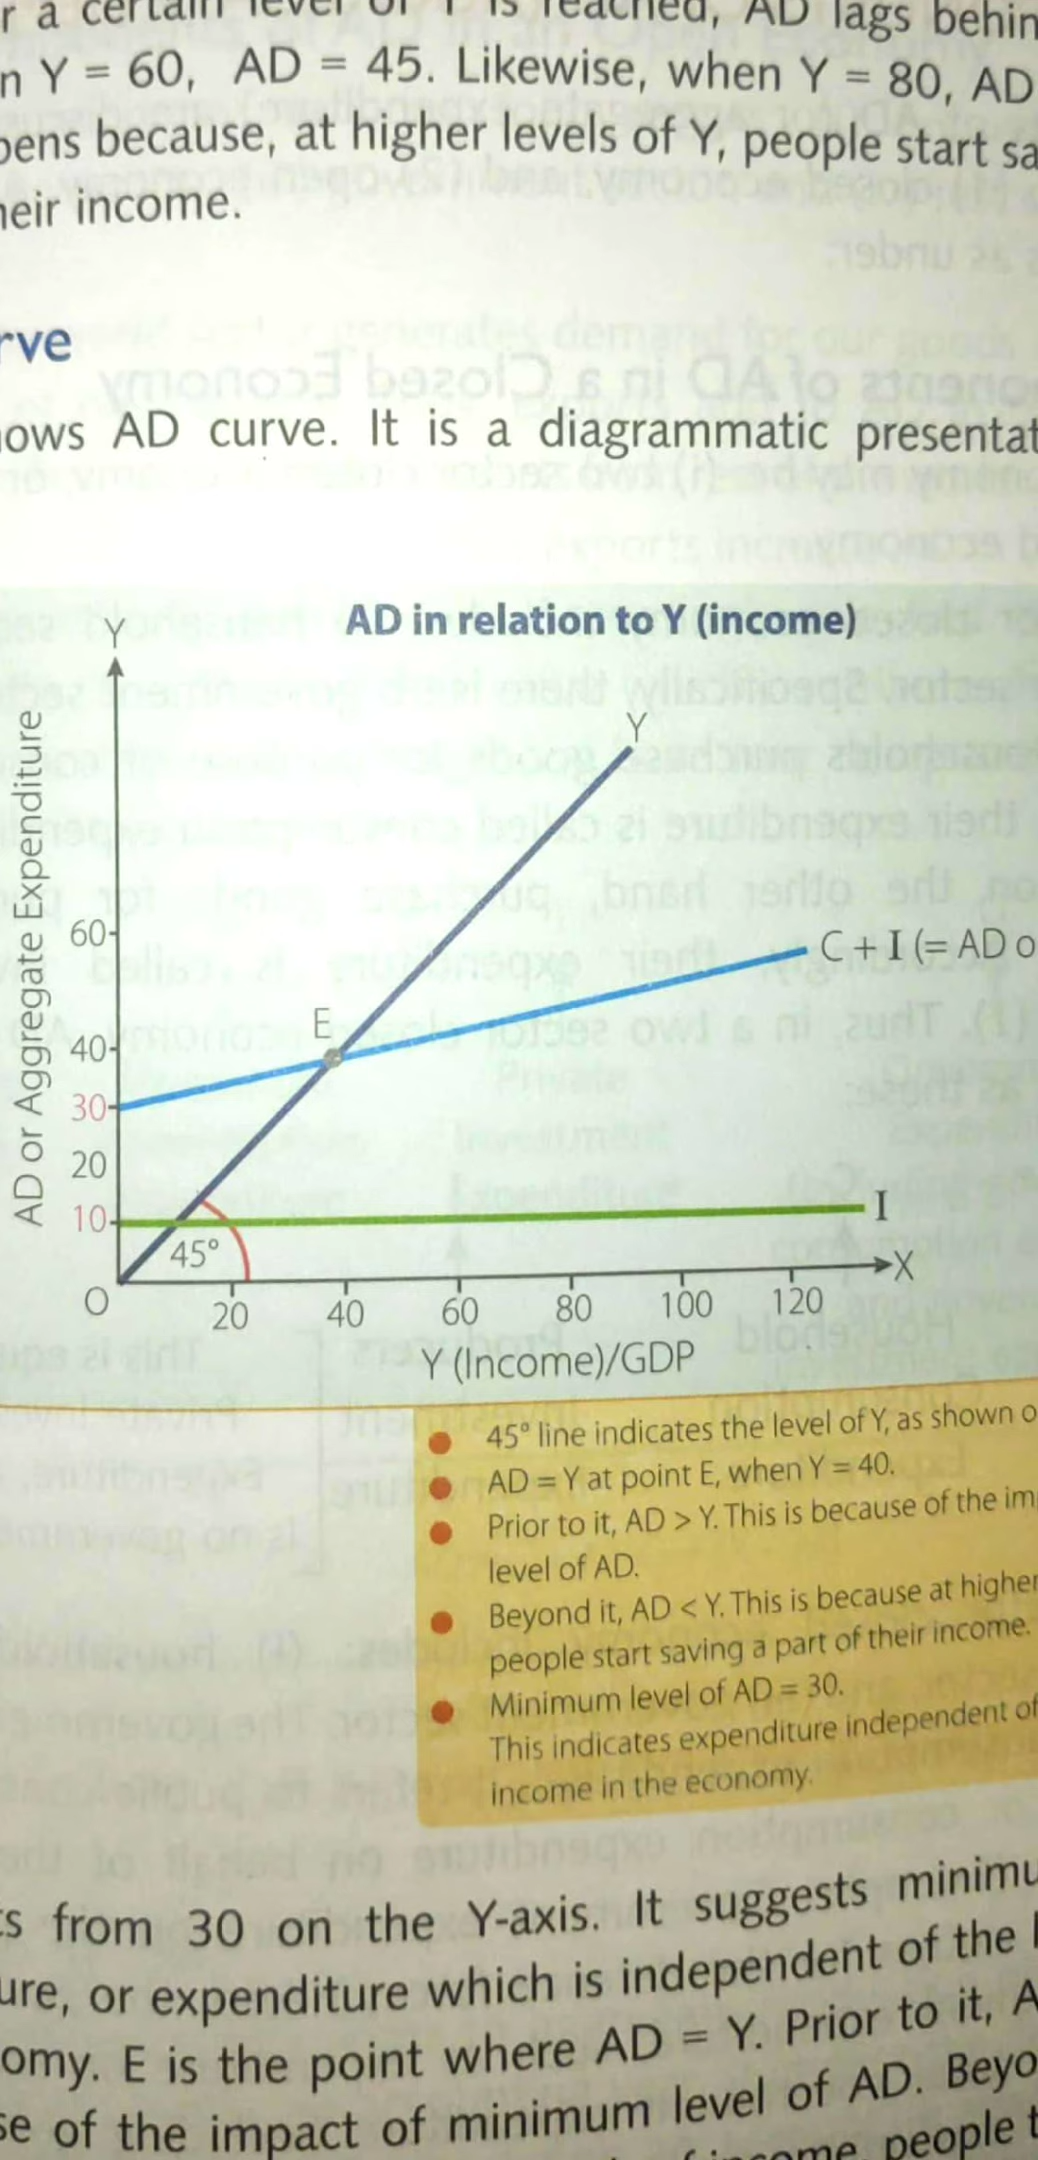 r a certain level of Y is reached, AD lags behin
n Y = 60, AD = 45. Likewise, when Y = 80, AD
pens because, at higher levels of Y, people start sa
heir income.
rve
hows AD curve. It is a diagrammatic presentat
AD in relation to Y (income)
Y
AD or Aggregate Expenditure
Y
60
C + I (= AD o
E
40
30
20
10
I
45°
X
O
20
40
60
80
100
120
Y (Income)/GDP
45° line indicates the level of Y, as shown o
AD = Y at point E, when Y = 40.
Prior to it, AD > Y. This is because of the im
level of AD.
Beyond it, AD < Y. This is because at higher
people start saving a part of their income.
Minimum level of AD = 30.
This indicates expenditure independent of
income in the economy.
ts from 30 on the Y-axis. It suggests minimu
ure, or expenditure which is independent of the l
omy. E is the point where AD = Y. Prior to it, A
se of the impact of minimum level of AD. Beyo
income, people t